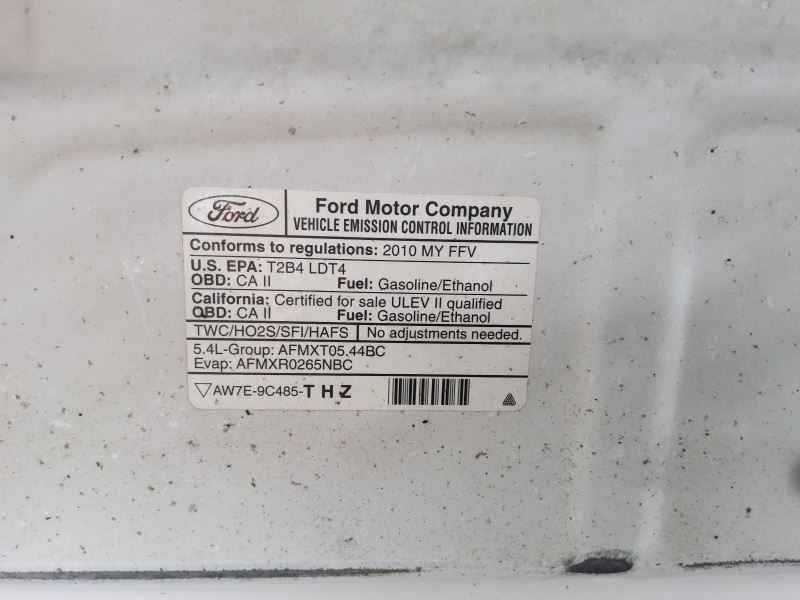 Ford
Ford Motor Company
VEHICLE EMISSION CONTROL INFORMATION
Conforms to regulations: 2010 MY FFV
U.S. EPA: T2B4 LDT4
OBD: CA II Fuel: Gasoline/Ethanol
California: Certified for sale ULEV II qualified
OBD: CA II Fuel: Gasoline/Ethanol
TWC/HO2S/SFI/HAFS No adjustments needed.
5.4L-Group: AFMXT05.44BC
Evap: AFMXR0265NBC
▽AW7E-9C485-THZ